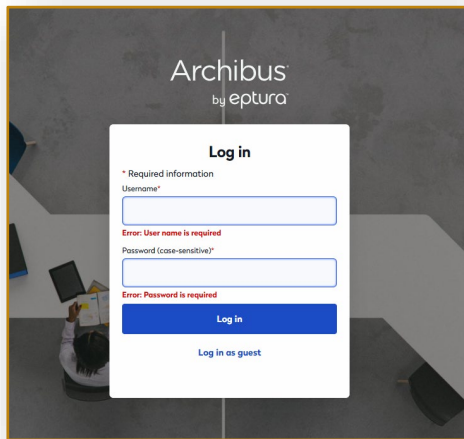 Archibus
by eptura
Log in
* Required information
Username*
Error: User name is required
Password (case-sensitive)*
Error: Password is required
Log in
Log in as guest